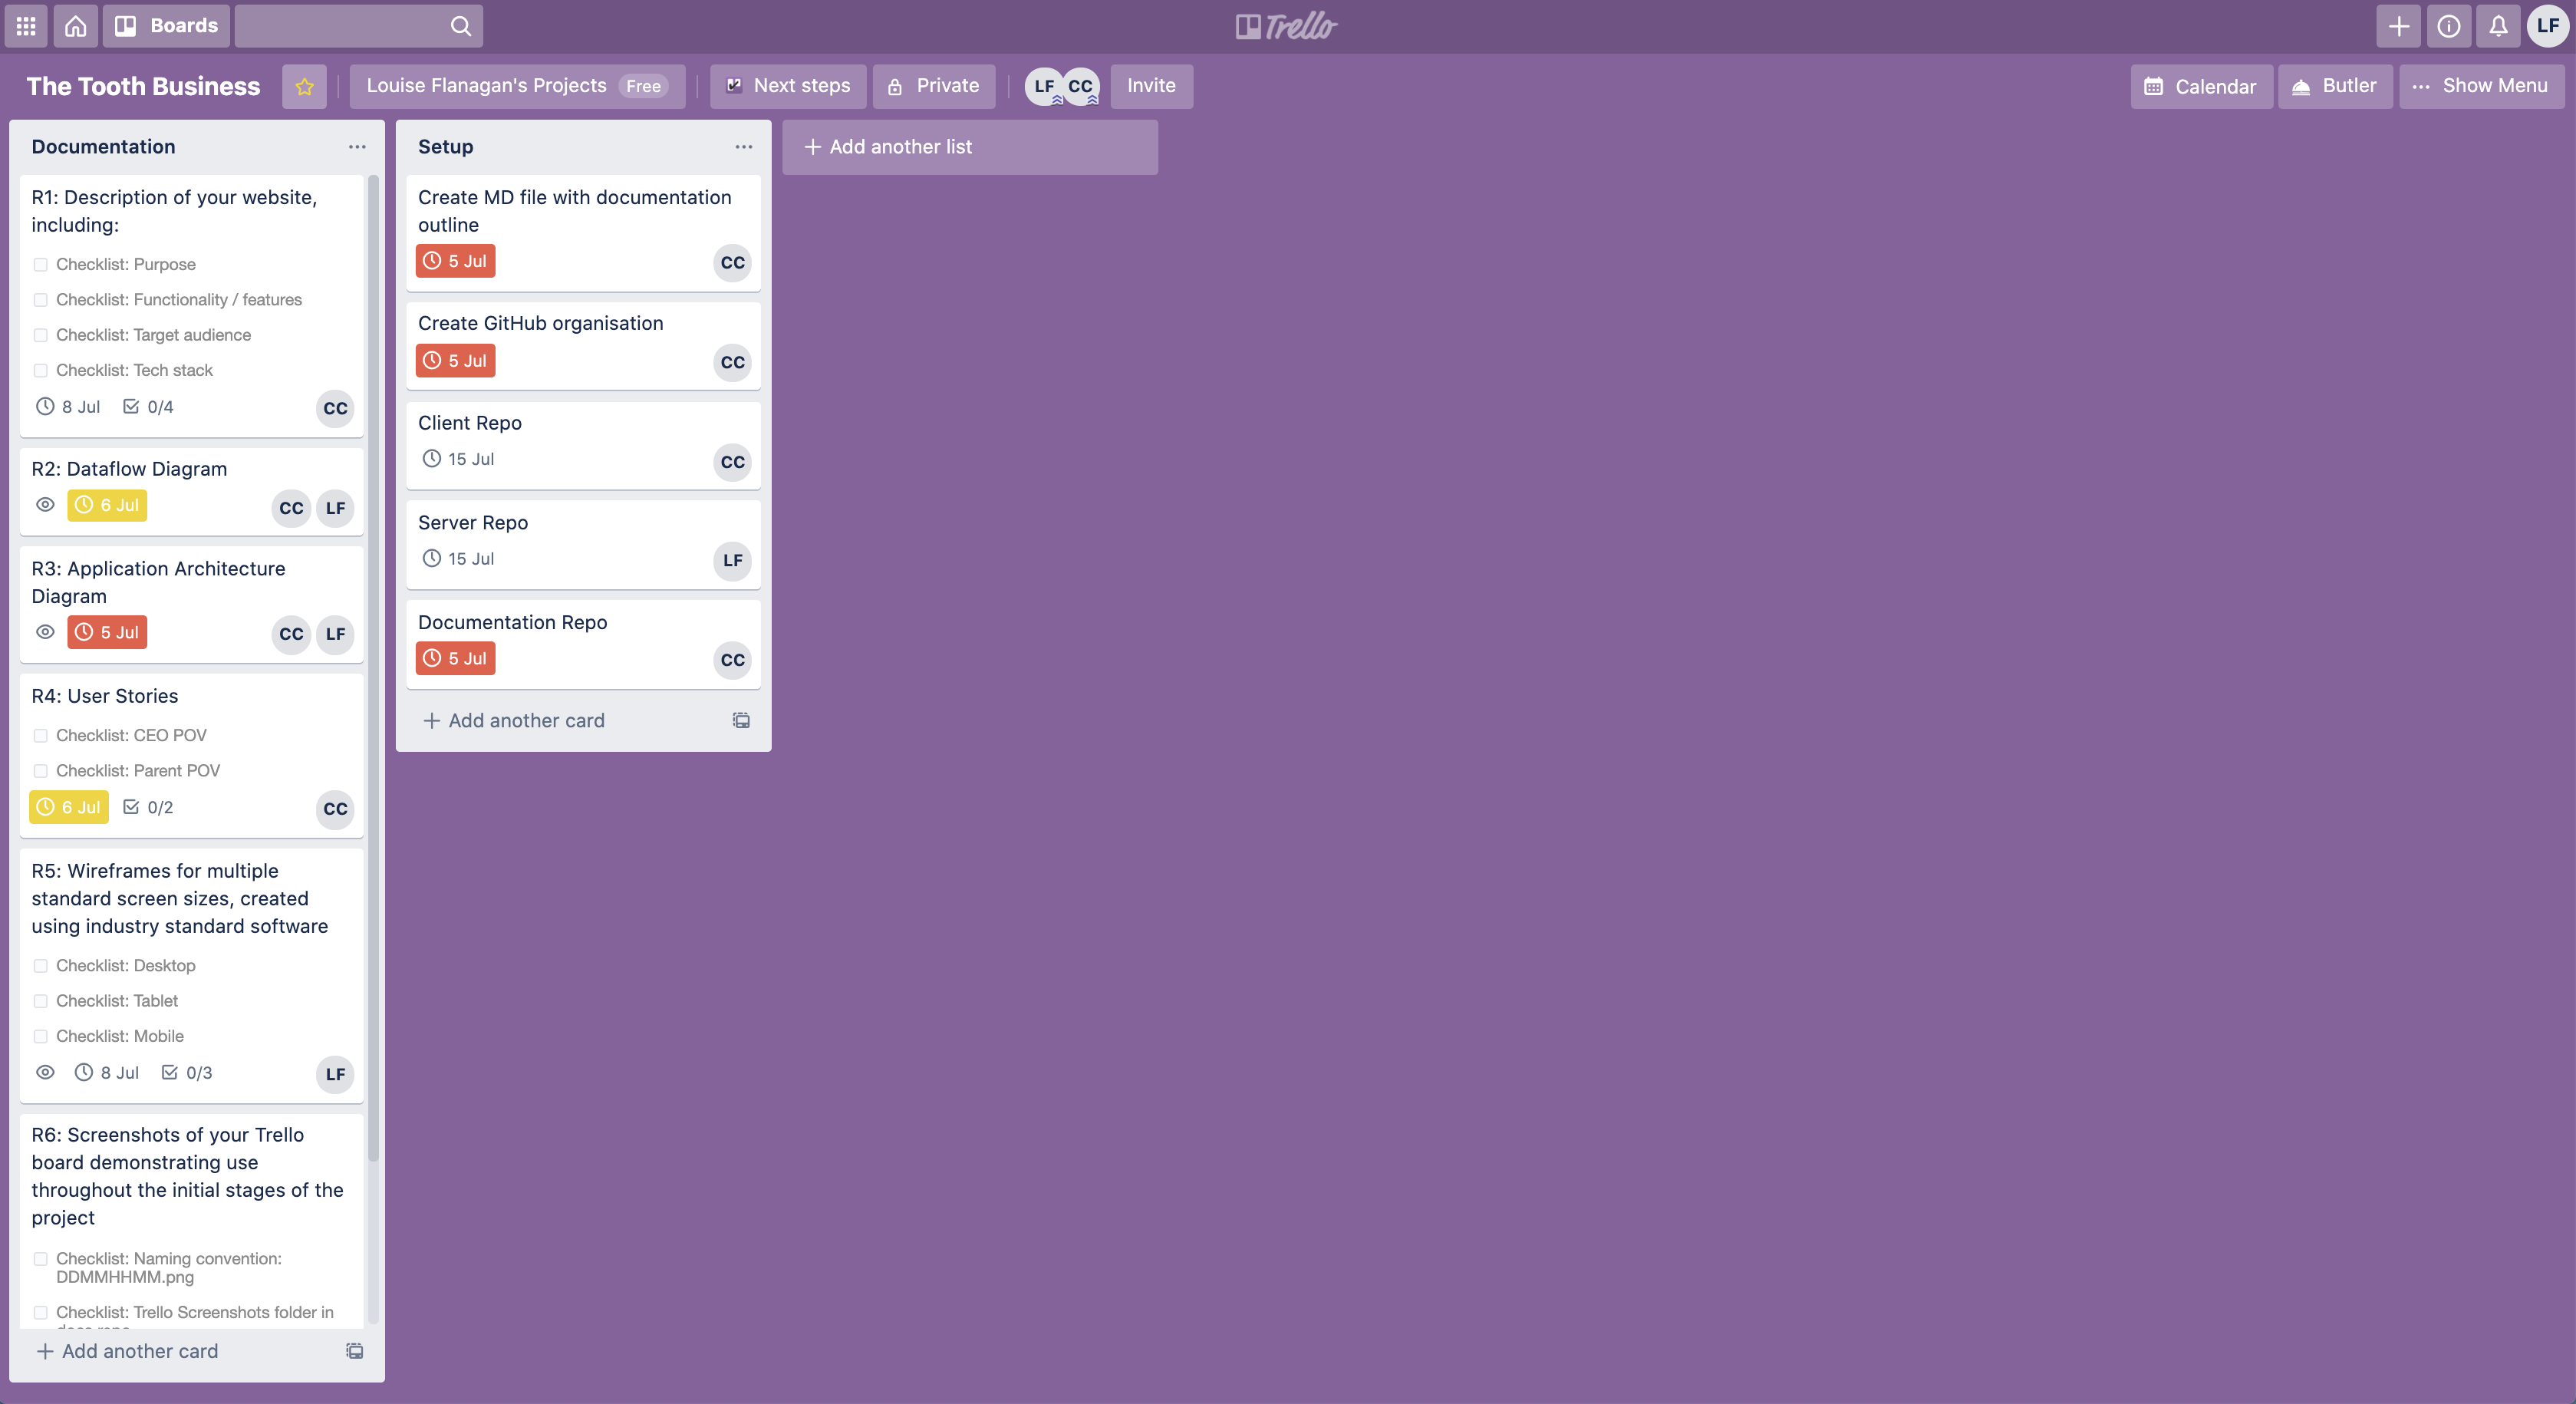 Boards
Trello
LF
The Tooth Business
Louise Flanagan's Projects Free
Next steps
Private
LF CC
Invite
Calendar
Butler
Show Menu
Documentation
R1: Description of your website,
including:
Checklist: Purpose
Checklist: Functionality / features
Checklist: Target audience
Checklist: Tech stack
8 Jul 0/4 CC
R2: Dataflow Diagram
6 Jul CC LF
R3: Application Architecture
Diagram
5 Jul CC LF
R4: User Stories
Checklist: CEO POV
Checklist: Parent POV
6 Jul 0/2 CC
R5: Wireframes for multiple
standard screen sizes, created
using industry standard software
Checklist: Desktop
Checklist: Tablet
Checklist: Mobile
8 Jul 0/3 LF
R6: Screenshots of your Trello
board demonstrating use
throughout the initial stages of the
project
Checklist: Naming convention:
DDMMHHMM.png
Checklist: Trello Screenshots folder in
+ Add another card
Setup
Create MD file with documentation
outline
5 Jul CC
Create GitHub organisation
5 Jul CC
Client Repo
15 Jul CC
Server Repo
15 Jul LF
Documentation Repo
5 Jul CC
+ Add another card
+ Add another list